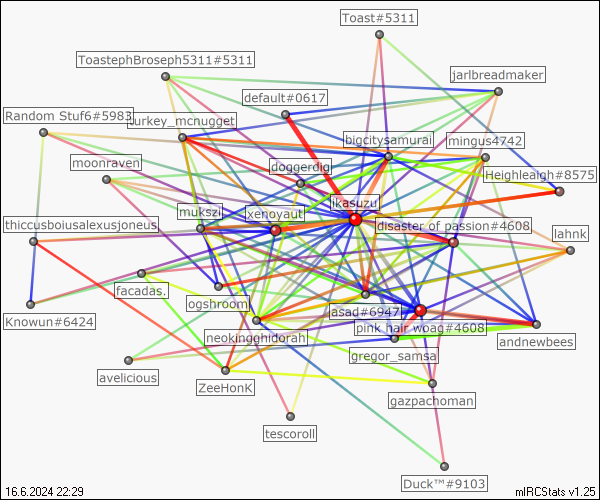 Toast#5311
ToastephBroseph5311#5311
jarlbreadmaker
default#0617
Random Stuf6#5983
turkey_mcnugget
bigcitysamurai
mingus4742
moonraven
doggerdig
Heighleaigh#8575
mukszil
xenoyaut
ikasuzu
thiccusboiusalexusjoneus
disaster of passion#4608
lahnk
facadas.
ogshroom
asad#6947
Knowun#6424
neokingghidorah
pink hair woag#4608
andnewbees
gregor_samsa
avelicious
ZeeHonK
gazpachoman
tescoroll
Duck™#9103
16.6.2024 22:29
mIRCStats v1.25